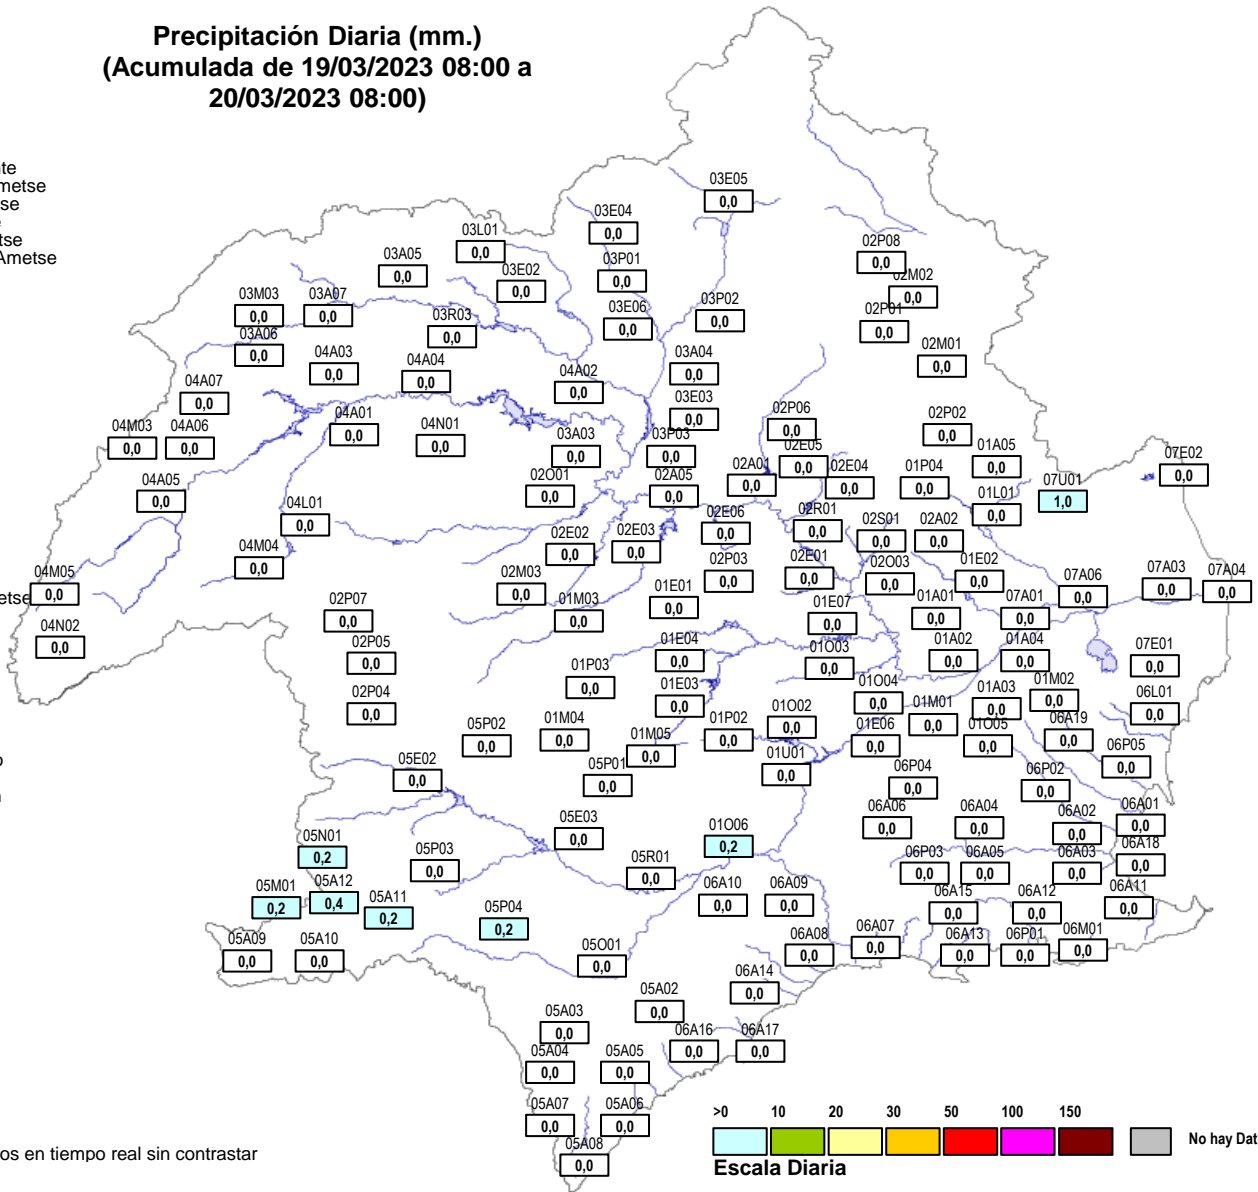 Precipitación Diaria (mm.)
(Acumulada de 19/03/2023 08:00 a
20/03/2023 08:00)
03E05
0,0
03E04
0,0
03L01
0,0
03A05
0,0
03E02
0,0
03P01
0,0
02P08
0,0
02M02
0,0
03M03
0,0
03A07
0,0
03R03
0,0
03E06
0,0
03P02
0,0
02P01
0,0
03A06
0,0
04A03
0,0
04A04
0,0
04A02
0,0
03A04
0,0
02M01
0,0
04A07
0,0
03E03
0,0
04M03
0,0
04A06
0,0
04A01
0,0
04N01
0,0
03A03
0,0
03P03
0,0
02P06
0,0
02E05
0,0
02P02
0,0
01A05
0,0
07E02
0,0
04A05
0,0
04L01
0,0
02O01
0,0
02A05
0,0
02A01
0,0
02E04
0,0
01P04
0,0
01L01
0,0
07U01
1,0
04M05
0,0
04M04
0,0
02E02
0,0
02E03
0,0
02E06
0,0
02R01
0,0
02S01
0,0
02A02
0,0
02M03
0,0
02P03
0,0
02E01
0,0
02O03
0,0
01E02
0,0
07A06
0,0
07A03
0,0
07A04
0,0
04N02
0,0
02P07
0,0
01M03
0,0
01E01
0,0
01E07
0,0
01A01
0,0
07A01
0,0
02P05
0,0
01E04
0,0
01O03
0,0
01A02
0,0
01A04
0,0
07E01
0,0
02P04
0,0
01P03
0,0
01E03
0,0
01O04
0,0
01A03
0,0
01M02
0,0
06L01
0,0
05P02
0,0
01M04
0,0
01M05
0,0
01P02
0,0
01O02
0,0
01E06
0,0
01M01
0,0
01O05
0,0
06A19
0,0
06P05
0,0
05E02
0,0
05P01
0,0
01U01
0,0
06P04
0,0
06P02
0,0
05N01
0,2
05P03
0,0
05E03
0,0
01O06
0,2
06A06
0,0
06A04
0,0
06A02
0,0
06A01
0,0
05R01
0,0
06P03
0,0
06A05
0,0
06A03
0,0
06A18
0,0
05M01
0,2
05A12
0,4
05A11
0,2
05P04
0,2
06A10
0,0
06A09
0,0
06A15
0,0
06A12
0,0
06A11
0,0
05A09
0,0
05A10
0,0
05O01
0,0
06A08
0,0
06A07
0,0
06A13
0,0
06P01
0,0
06M01
0,0
06A14
0,0
05A03
0,0
05A02
0,0
06A16
0,0
06A17
0,0
05A04
0,0
05A05
0,0
05A07
0,0
05A06
0,0
05A08
0,0
>0 10 20 30 50 100 150
No hay Dat
Escala Diaria
os en tiempo real sin contrastar